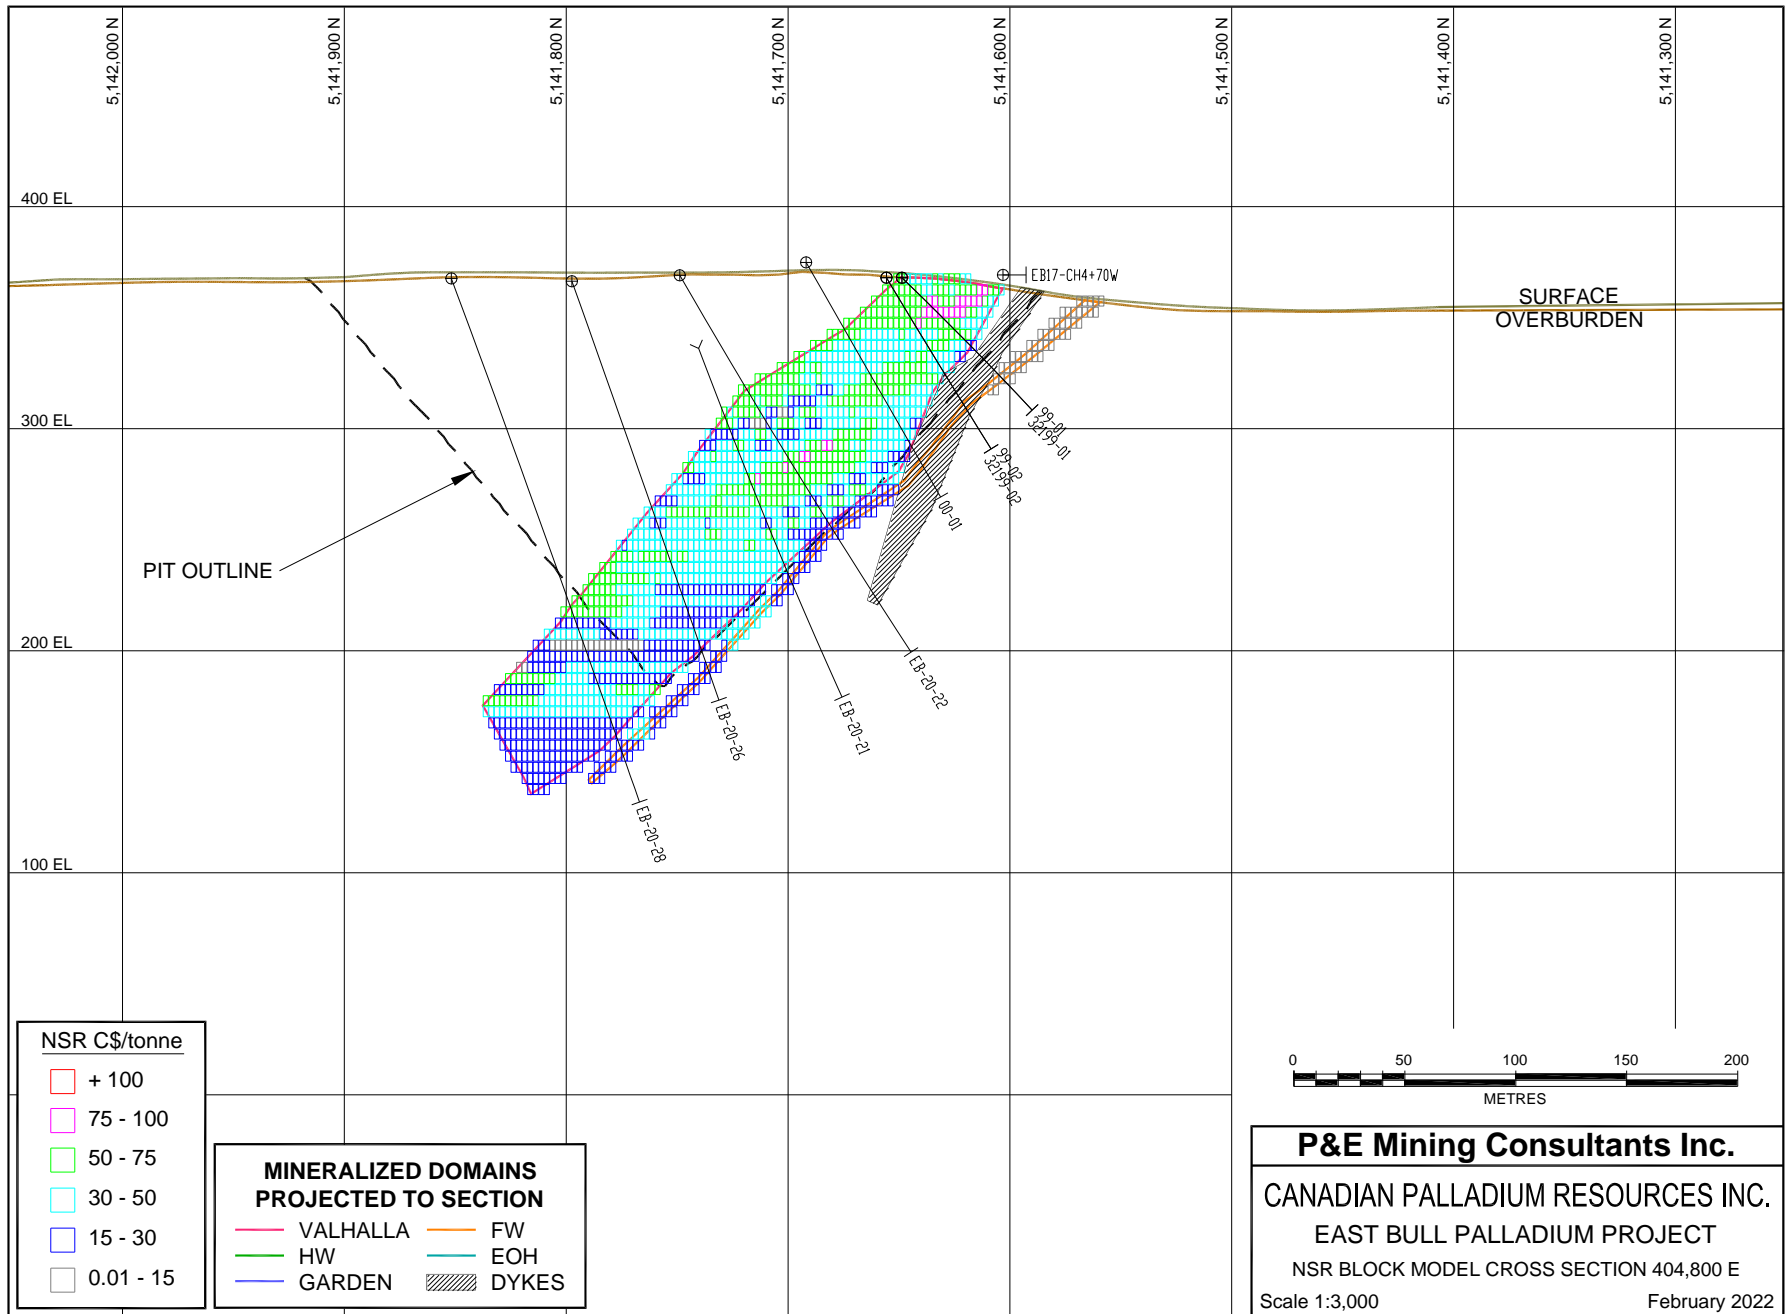 5,142,000 N
5,141,900 N
5,141,800 N
5,141,700 N
5,141,600 N
5,141,500 N
5,141,400 N
5,141,300 N
400 EL
300 EL
200 EL
100 EL
EB17-CH4+70W
SURFACE
OVERBURDEN
PIT OUTLINE
99-01
32199-01
99-02
32199-02
00-01
EB-20-22
EB-20-21
EB-20-26
EB-20-28
NSR C$/tonne
+ 100
75 - 100
50 - 75
30 - 50
15 - 30
0.01 - 15
MINERALIZED DOMAINS
PROJECTED TO SECTION
VALHALLA
FW
HW
EOH
GARDEN
DYKES
0 50 100 150 200
METRES
P&E Mining Consultants Inc.
CANADIAN PALLADIUM RESOURCES INC.
EAST BULL PALLADIUM PROJECT
NSR BLOCK MODEL CROSS SECTION 404,800 E
Scale 1:3,000 February 2022